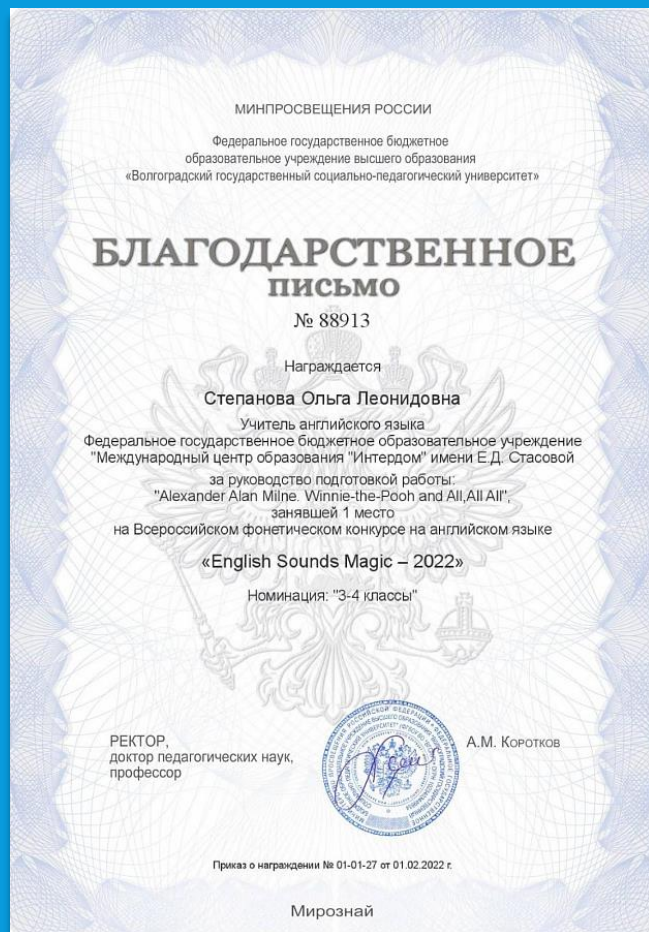 МИНПРОСВЕЩЕНИЯ РОССИИ
Федеральное государственное бюджетное
образовательное учреждение высшего образования
«Волгоградский государственный социально-педагогический университет»
БЛАГОДАРСТВЕННОЕ
ПИСЬМО
№ 88913
Награждается
Степанова Ольга Леонидовна
Учитель английского языка
Федеральное государственное бюджетное образовательное учреждение
"Международный центр образования "Интердом" имени Е.Д. Стасовой
за руководство подготовкой работы:
"Alexander Alan Milne. Winnie-the-Pooh and All,All All",
занявшей 1 место
на Всероссийском фонетическом конкурсе на английском языке
«English Sounds Magic – 2022»
Номинация: "3-4 классы"
РЕКТОР,
доктор педагогических наук,
профессор
А.М. Коротков
Приказ о награждении № 01-01-27 от 01.02.2022 г.
Мирознай